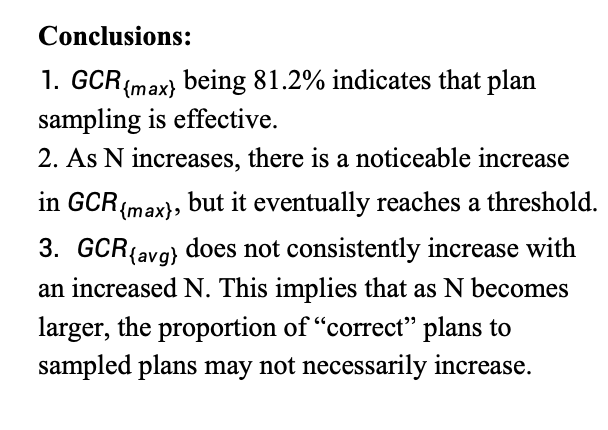 Conclusions:
1. GCR{max} being 81.2% indicates that plan
sampling is effective.
2. As N increases, there is a noticeable increase
in GCR{max}, but it eventually reaches a threshold.
3. GCR{avg} does not consistently increase with
an increased N. This implies that as N becomes
larger, the proportion of “correct” plans to
sampled plans may not necessarily increase.